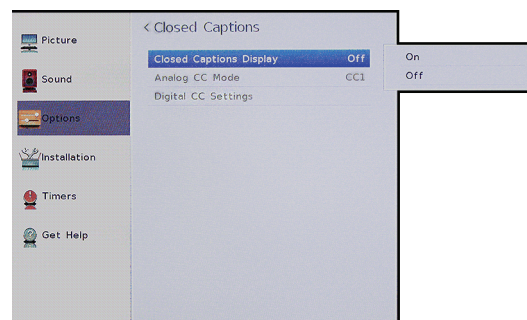 Picture
Sound
Options
Installation
Timers
Get Help
< Closed Captions
Closed Captions Display Off
Analog CC Mode CC1
Digital CC Settings
On
Off